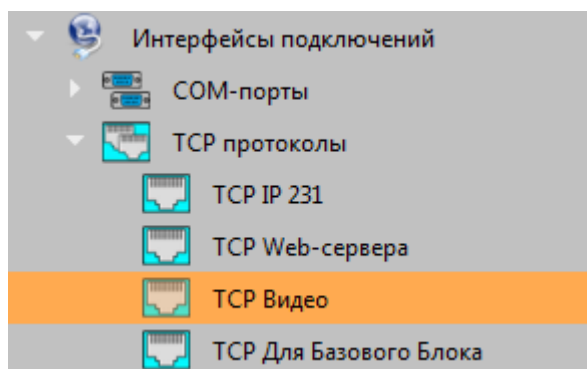 Интерфейсы подключений
COM-порты
TCP протоколы
TCP IP 231
TCP Web-сервера
TCP Видео
TCP Для Базового Блока